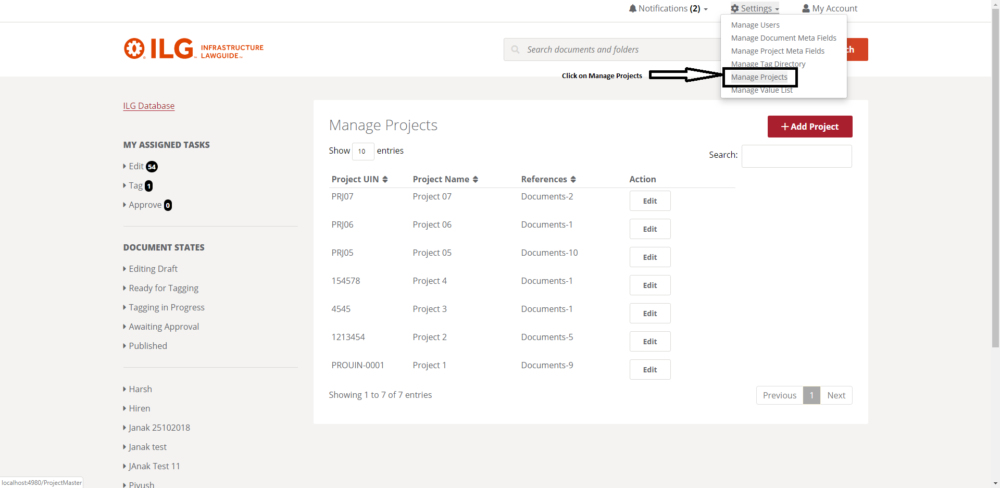 Notifications (2)
Settings
My Account
Manage Users
Manage Document Meta Fields
Manage Project Meta Fields
Manage Tag Directory
Manage Projects
Manage Value List
ILG INFRASTRUCTURE
LAWGUIDE
Search documents and folders
ch
Click on Manage Projects
ILG Database
MY ASSIGNED TASKS
Edit 54
Tag 1
Approve 0
DOCUMENT STATES
Editing Draft
Ready for Tagging
Tagging in Progress
Awaiting Approval
Published
Harsh
Hiren
Janak 25102018
Janak test
JAnak Test 11
Piyush
Manage Projects
+ Add Project
Show 10 entries
Search:
Project UIN Project Name References Action
PRJ07 Project 07 Documents-2 Edit
PRJ06 Project 06 Documents-1 Edit
PRJ05 Project 05 Documents-10 Edit
154578 Project 4 Documents-1 Edit
4545 Project 3 Documents-1 Edit
1213454 Project 2 Documents-5 Edit
PROUIN-0001 Project 1 Documents-9 Edit
Showing 1 to 7 of 7 entries
Previous 1 Next
localhost:4980/ProjectMaster